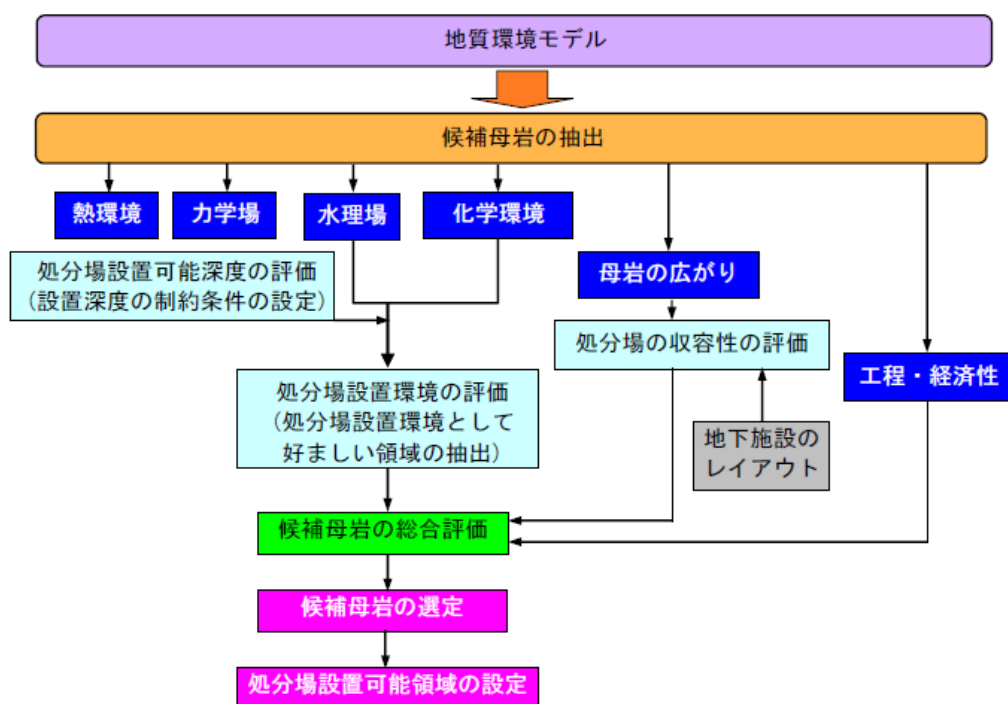 地質環境モデル
候補母岩の抽出
熱環境
力学場
水理場
化学環境
処分場設置可能深度の評価
（設置深度の制約条件の設定）
母岩の広がり
処分場の収容性の評価
工程・経済性
処分場設置環境の評価
（処分場設置環境として
好ましい領域の抽出）
地下施設の
レイアウト
候補母岩の総合評価
候補母岩の選定
処分場設置可能領域の設定